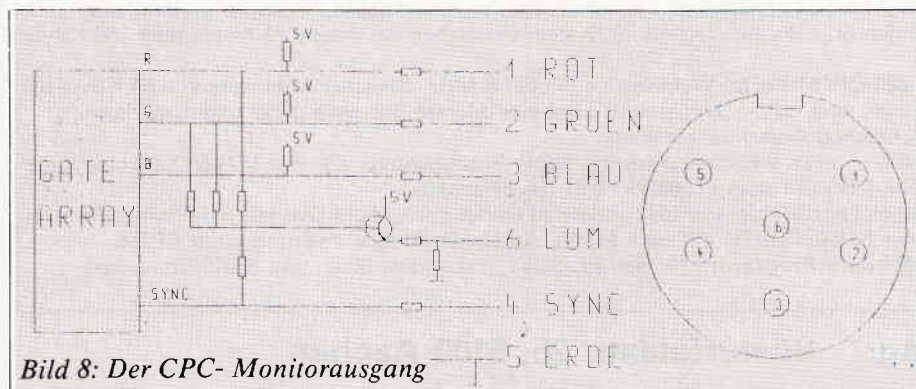 5V
R
1 ROT
5V
G
2 GRUEN
5V
B
3 BLAU
GATE
ARRAY
5V
6 LUM
SYNC
4 SYNC
5 ERDE
5
1
6
4
2
3
Bild 8: Der CPC- Monitorausgang